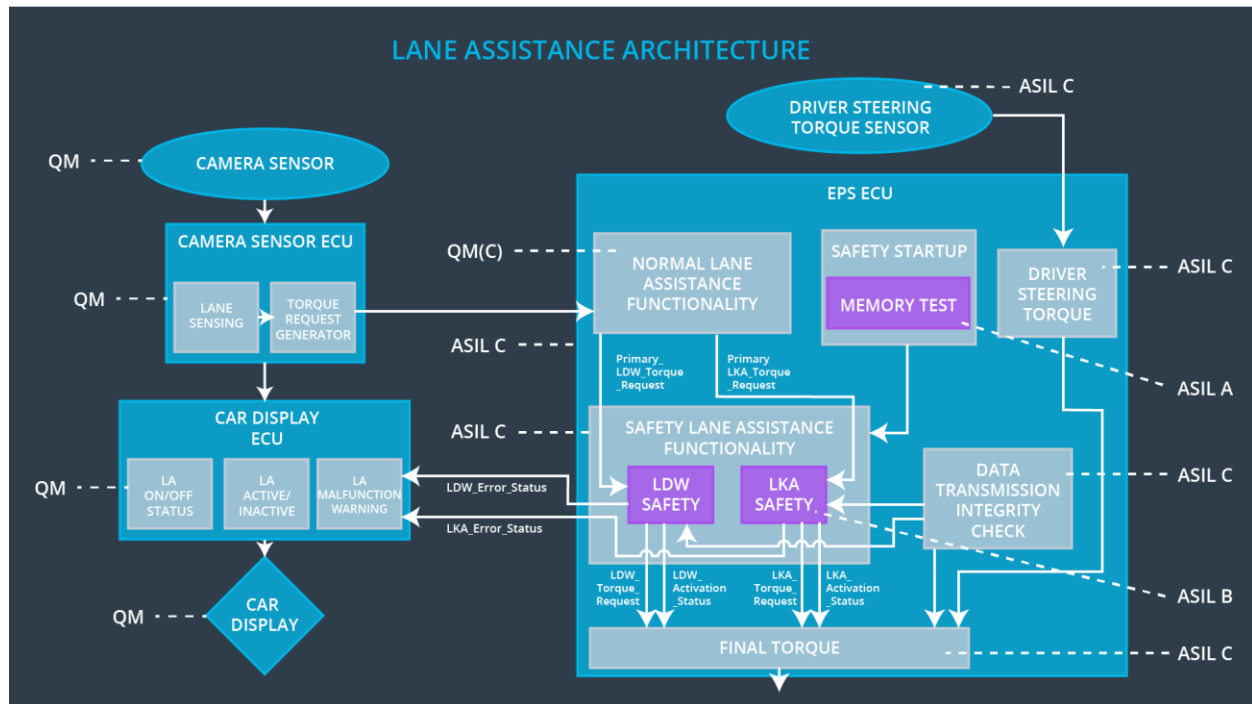 LANE ASSISTANCE ARCHITECTURE
ASIL C
DRIVER STEERING
TORQUE SENSOR
QM
CAMERA SENSOR
CAMERA SENSOR ECU
QM
LANE
SENSING
TORQUE
REQUEST
GENERATOR
CAR DISPLAY
ECU
QM
LA
ON/OFF
STATUS
LA
ACTIVE/
INACTIVE
LA
MALFUNCTION
WARNING
QM
CAR
DISPLAY
EPS ECU
QM(C)
NORMAL LANE
ASSISTANCE
FUNCTIONALITY
SAFETY STARTUP
MEMORY TEST
DRIVER
STEERING
TORQUE
ASIL C
ASIL C
ASIL A
Primary_
LDW_Torque
_Request
Primary
LKA_Torque
_Request
ASIL C
SAFETY LANE ASSISTANCE
FUNCTIONALITY
LDW
SAFETY
LKA
SAFETY
DATA
TRANSMISSION
INTEGRITY
CHECK
ASIL C
LDW_Error_Status
LKA_Error_Status
LDW_
Torque_
Request
LDW_
Activation
_Status
LKA_
Torque_
Request
LKA_
Activation
_Status
ASIL B
FINAL TORQUE
ASIL C